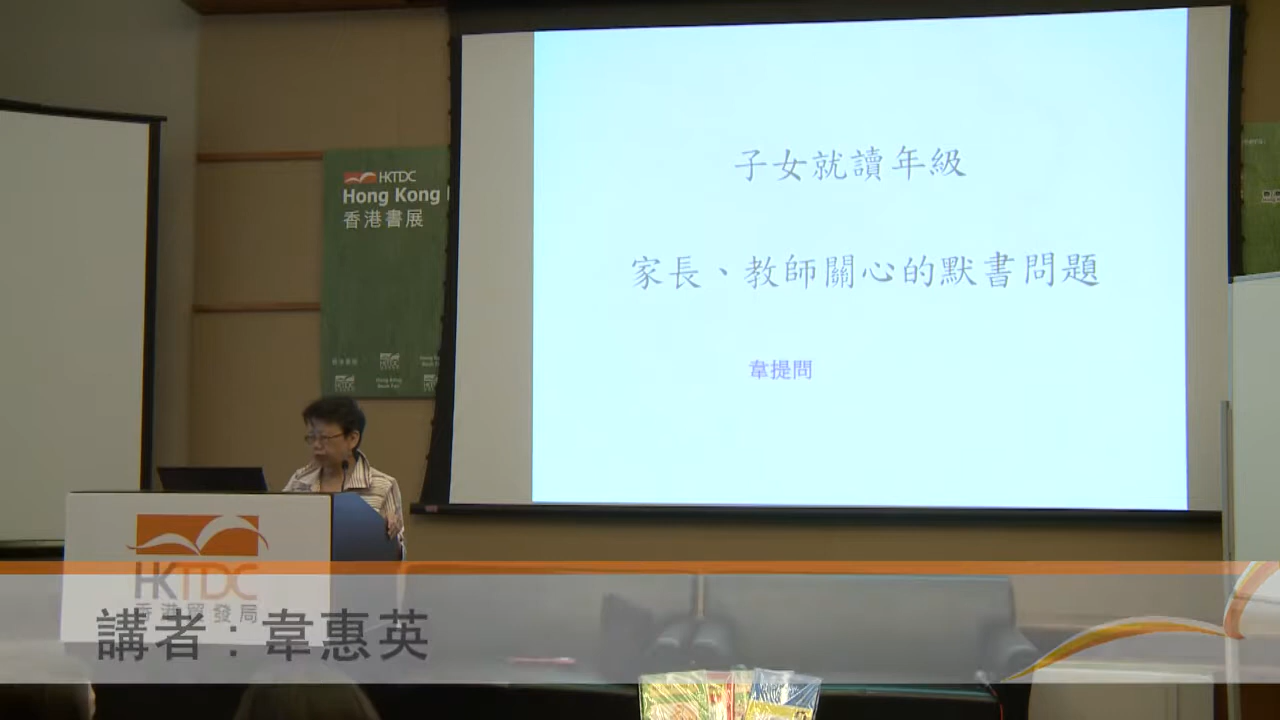 子女就讀年級
家長、教師關心的默書問題
韋提問
HKTDC
Hong Kong
香港書展
HKTDC
香港貿發局
講者：韋惠英